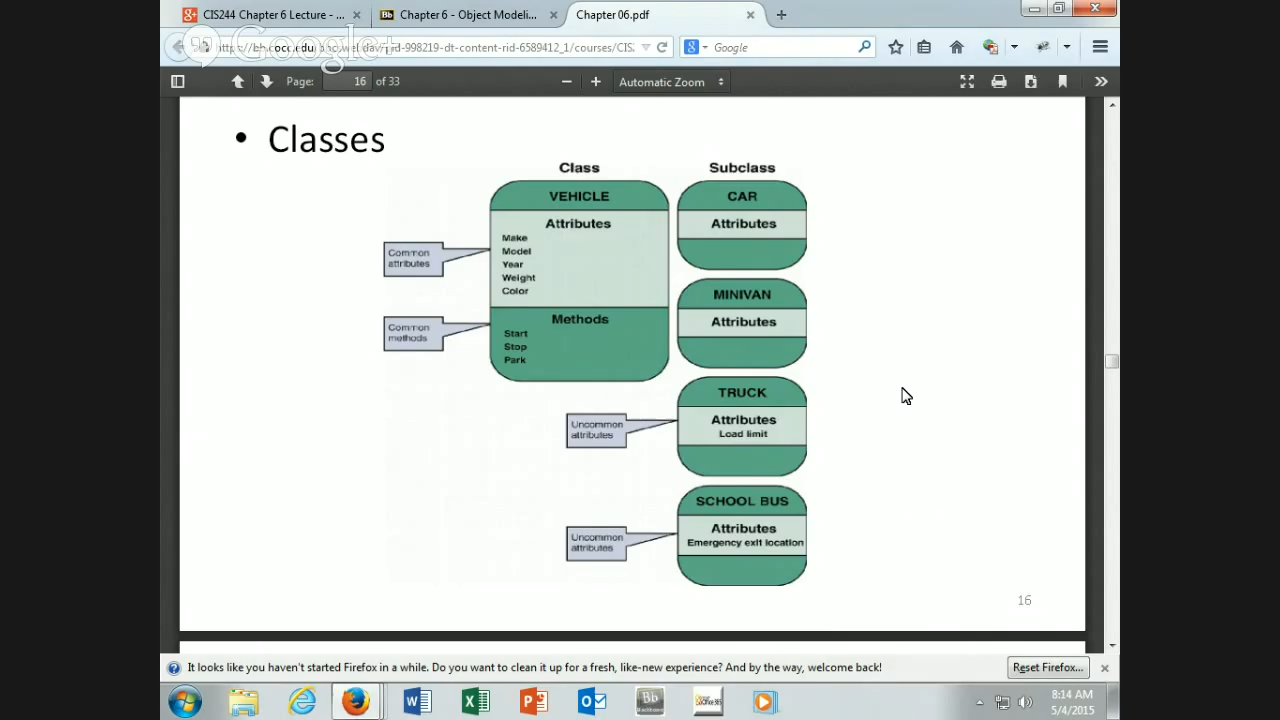 CIS244 Chapter 6 Lecture - ...
Chapter 6 - Object Modeli...
Chapter 06.pdf
Google+
Google
Page: 16 of 33
Automatic Zoom
• Classes
Class
Subclass
VEHICLE
Attributes
Make
Model
Year
Weight
Color
Methods
Start
Stop
Park
Common
attributes
Common
methods
CAR
Attributes
MINIVAN
Attributes
TRUCK
Attributes
Load limit
Uncommon
attributes
SCHOOL BUS
Attributes
Emergency exit location
Uncommon
attributes
16
It looks like you haven't started Firefox in a while. Do you want to clean it up for a fresh, like-new experience? And by the way, welcome back!
Reset Firefox...
8:14 AM
5/4/2015